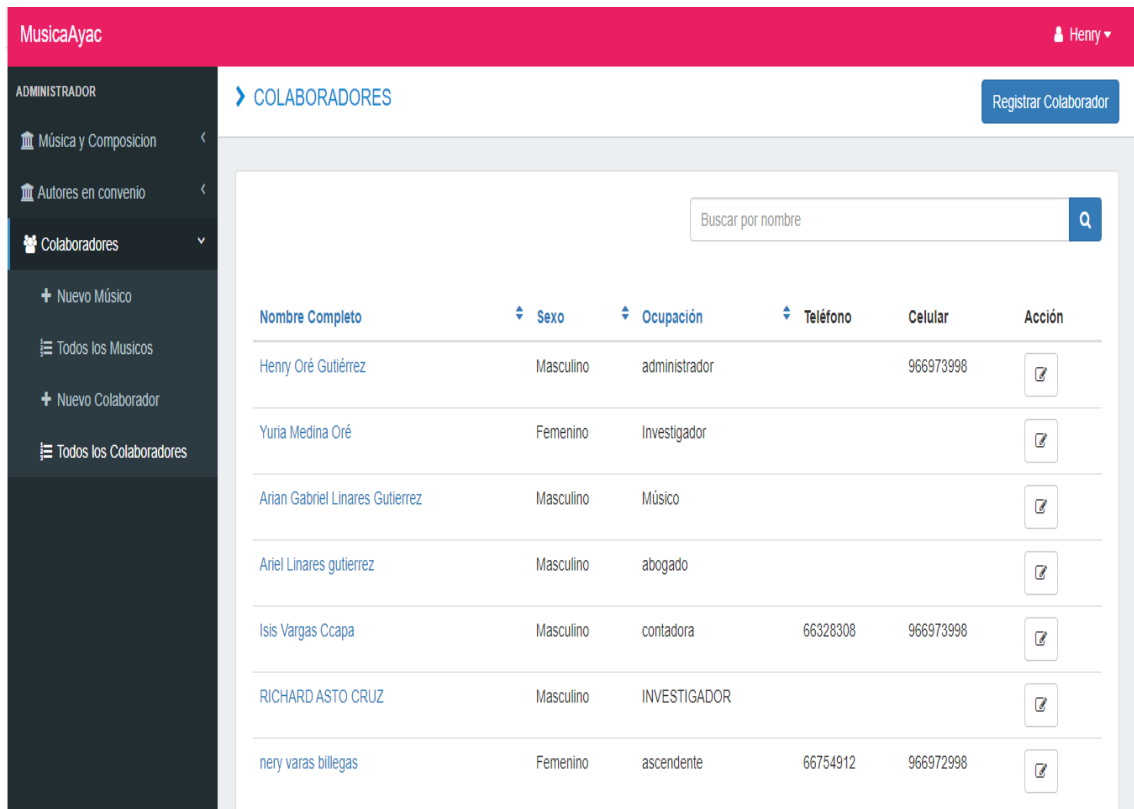 MusicaAyac
Henry
ADMINISTRADOR
Música y Composicion
Autores en convenio
Colaboradores
Nuevo Músico
Todos los Musicos
Nuevo Colaborador
Todos los Colaboradores
COLABORADORES
Registrar Colaborador
Buscar por nombre
Nombre Completo Sexo Ocupación Teléfono Celular Acción
Henry Oré Gutiérrez Masculino administrador 966973998
Yuria Medina Oré Femenino Investigador
Arian Gabriel Linares Gutierrez Masculino Músico
Ariel Linares gutierrez Masculino abogado
Isis Vargas Ccapa Masculino contadora 66328308 966973998
RICHARD ASTO CRUZ Masculino INVESTIGADOR
nery varas billegas Femenino ascendente 66754912 966972998